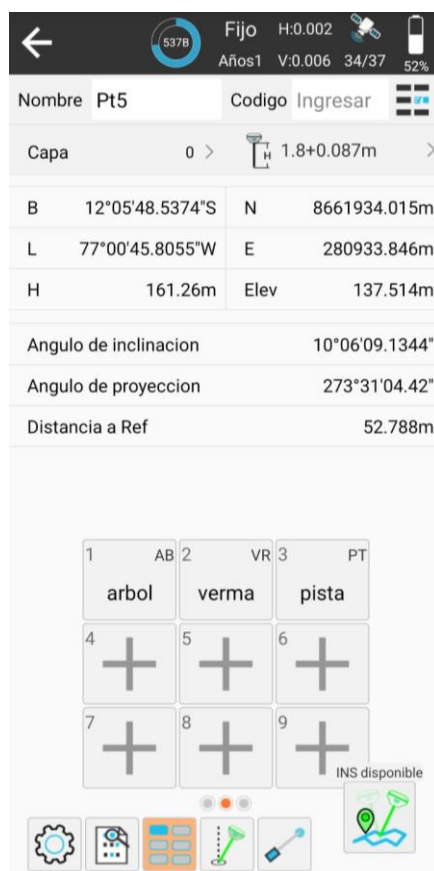 537B Fijo H:0.002
Años1 V:0.006 34/37 52%
Nombre Pt5 Codigo Ingresar
Capa 0 > H 1.8+0.087m >
B 12°05'48.5374"S N 8661934.015m
L 77°00'45.8055"W E 280933.846m
H 161.26m Elev 137.514m
Angulo de inclinacion 10°06'09.1344"
Angulo de proyeccion 273°31'04.42"
Distancia a Ref 52.788m
1 AB 2 VR 3 PT
arbol verma pista
4 5 6
7 8 9
INS disponible